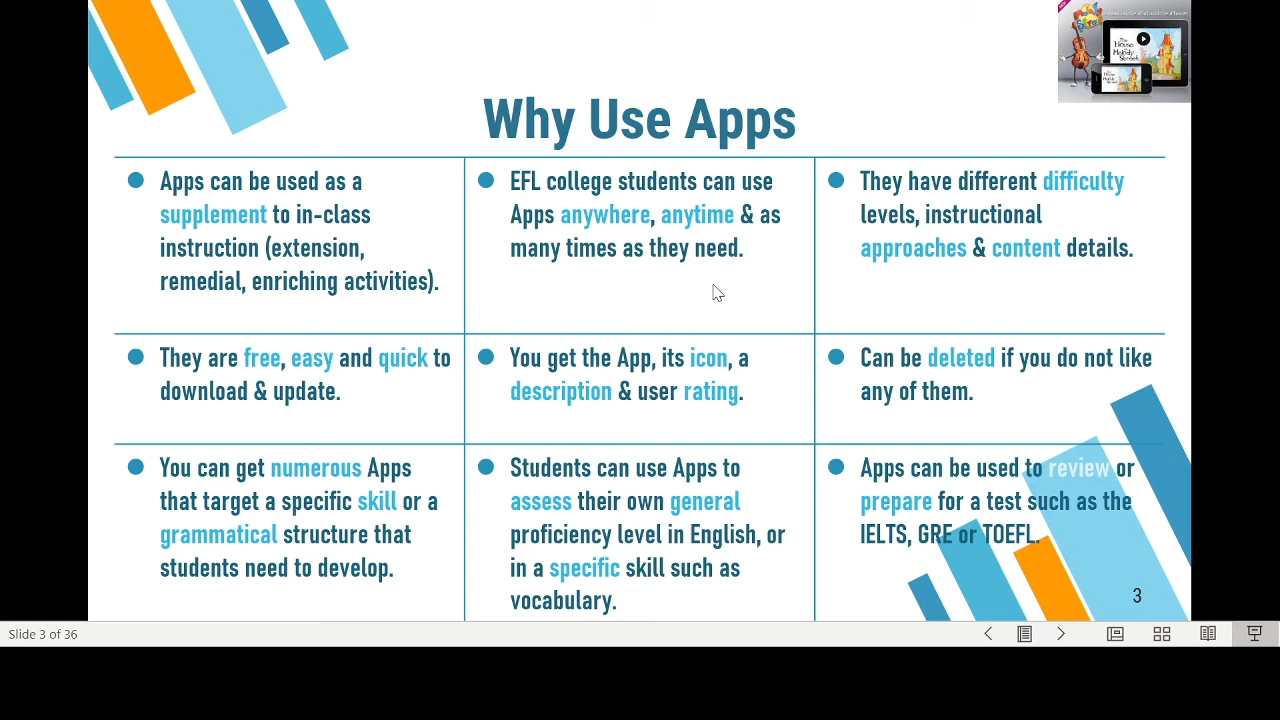 Why Use Apps
Apps can be used as a
supplement to in-class
instruction (extension,
remedial, enriching activities).
EFL college students can use
Apps anywhere, anytime & as
many times as they need.
They have different difficulty
levels, instructional
approaches & content details.
They are free, easy and quick to
download & update.
You get the App, its icon, a
description & user rating.
Can be deleted if you do not like
any of them.
You can get numerous Apps
that target a specific skill or a
grammatical structure that
students need to develop.
Students can use Apps to
assess their own general
proficiency level in English, or
in a specific skill such as
vocabulary.
Apps can be used to review or
prepare for a test such as the
IELTS, GRE or TOEFL.
3
Slide 3 of 36
The
House
Melody
Street